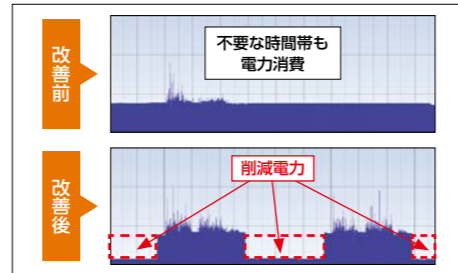 改善前
不要な時間帯も
電力消費
改善後
削減電力